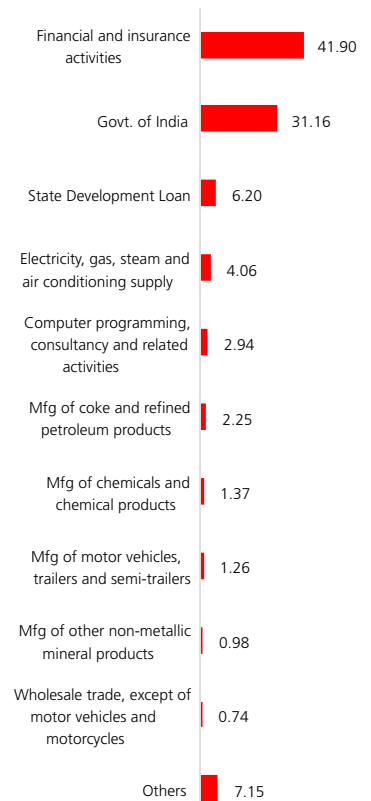 Financial and insurance
activities
41.90
Govt. of India
31.16
State Development Loan
6.20
Electricity, gas, steam and
air conditioning supply
4.06
Computer programming,
consultancy and related
activities
2.94
Mfg of coke and refined
petroleum products
2.25
Mfg of chemicals and
chemical products
1.37
Mfg of motor vehicles,
trailers and semi-trailers
1.26
Mfg of other non-metallic
mineral products
0.98
Wholesale trade, except of
motor vehicles and
motorcycles
0.74
Others
7.15